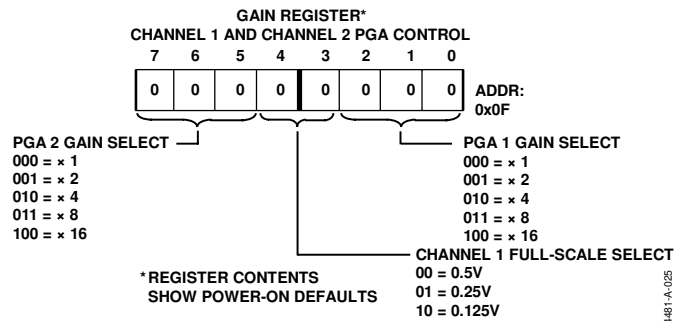 GAIN REGISTER*
CHANNEL 1 AND CHANNEL 2 PGA CONTROL
7 6 5 4 3 2 1 0
0 0 0 0 0 0 0 0 ADDR:
0x0F
PGA 2 GAIN SELECT
000 = × 1
001 = × 2
010 = × 4
011 = × 8
100 = × 16
PGA 1 GAIN SELECT
000 = × 1
001 = × 2
010 = × 4
011 = × 8
100 = × 16
CHANNEL 1 FULL-SCALE SELECT
00 = 0.5V
01 = 0.25V
10 = 0.125V
*REGISTER CONTENTS
SHOW POWER-ON DEFAULTS
4481-A-025